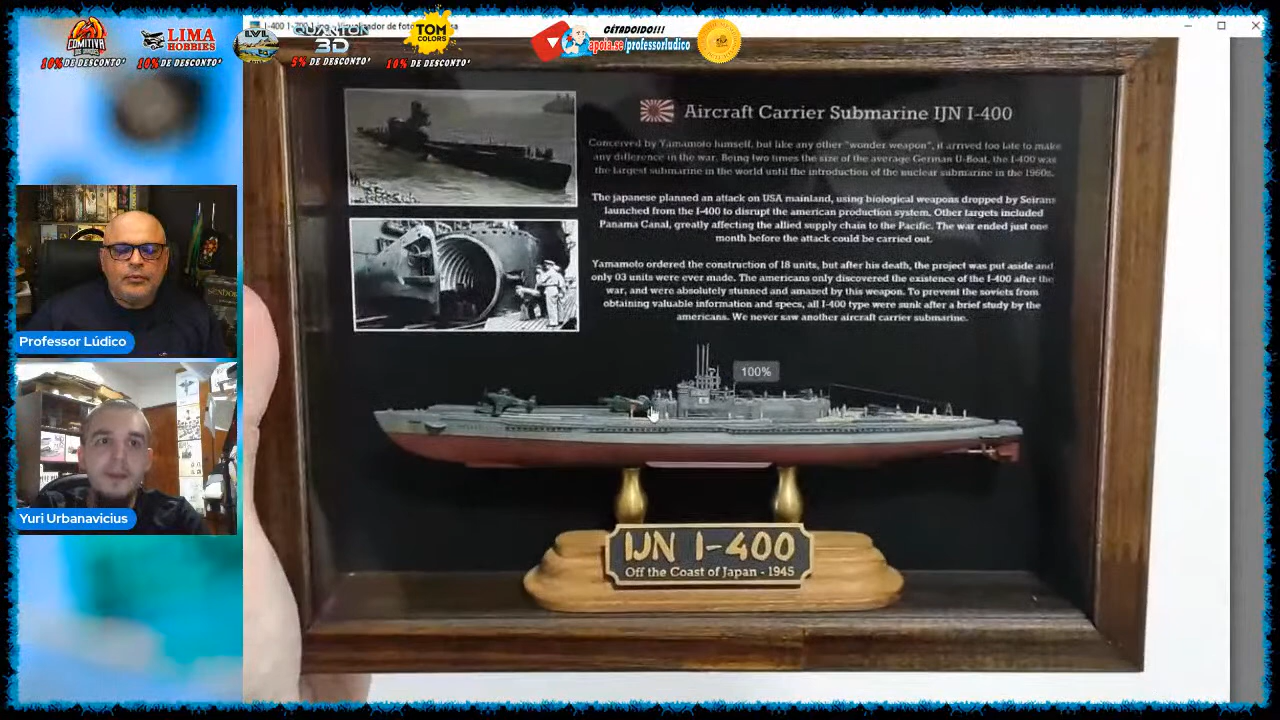 I-400 1-700 1.jpg - Visualizador de fotos
COMITIVA
10% DE DESCONTO*
LIMA
HOBBIES
10% DE DESCONTO*
LVL
QUANTUM
3D
5% DE DESCONTO*
TOM
COLORS
10% DE DESCONTO*
CÊTÁDOIDO!!!
apoia.se/professorludico
Aircraft Carrier Submarine IJN I-400
Conceived by Yamamoto himself, but like any other "wonder weapon", it arrived too late to make
any difference in the war. Being two times the size of the average German U-Boat, the I-400 was
the largest submarine in the world until the introduction of the nuclear submarine in the 1960s.
The japanese planned an attack on USA mainland, using biological weapons dropped by Seirans
launched from the I-400 to disrupt the american production system. Other targets included
Panama Canal, greatly affecting the allied supply chain to the Pacific. The war ended just one
month before the attack could be carried out.
Yamamoto ordered the construction of 18 units, but after his death, the project was put aside and
only 03 units were ever made. The americans only discovered the existence of the I-400 after the
war, and were absolutely stunned and amazed by this weapon. To prevent the soviets from
obtaining valuable information and specs, all I-400 type were sunk after a brief study by the
americans. We never saw another aircraft carrier submarine.
100%
Professor Lúdico
Yuri Urbanavicius
IJN I-400
Off the Coast of Japan - 1945